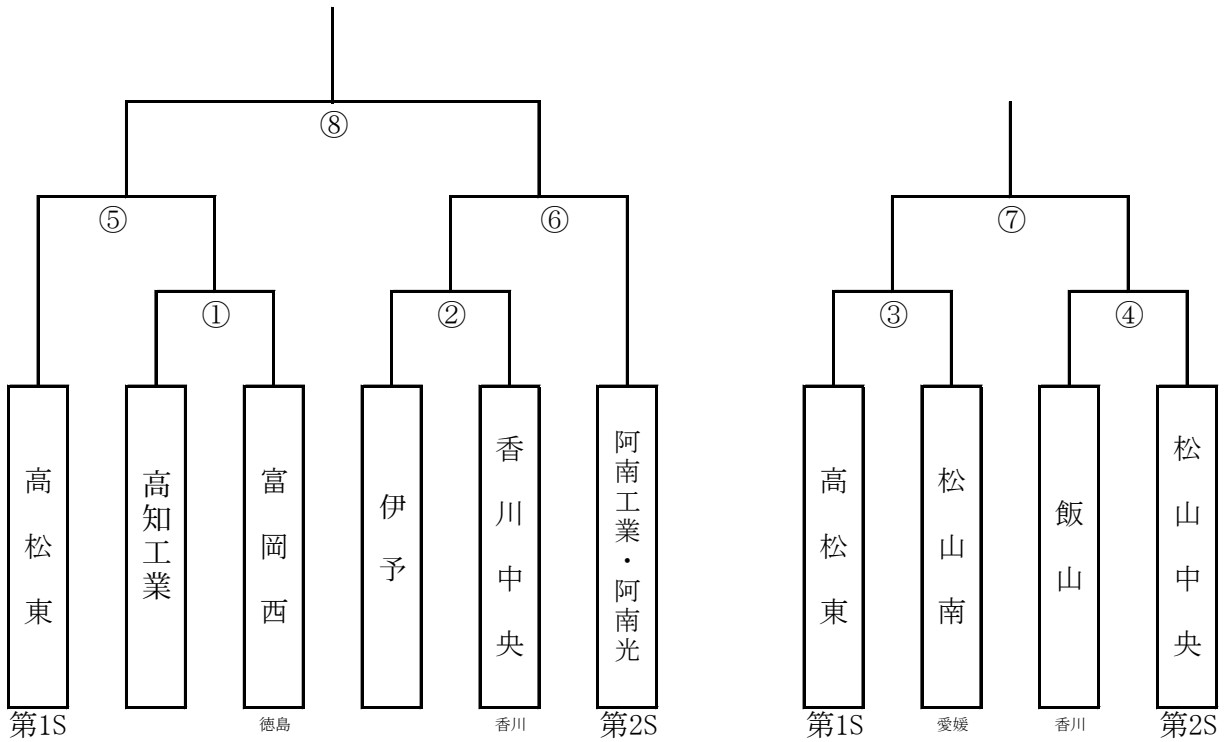 ⑧
⑤
⑥
⑦
①
②
③
④
高松東
高知工業
富岡西
伊予
香川中央
阿南工業・阿南光
高松東
松山南
飯山
松山中央
第1S
徳島
香川
第2S
第1S
愛媛
香川
第2S